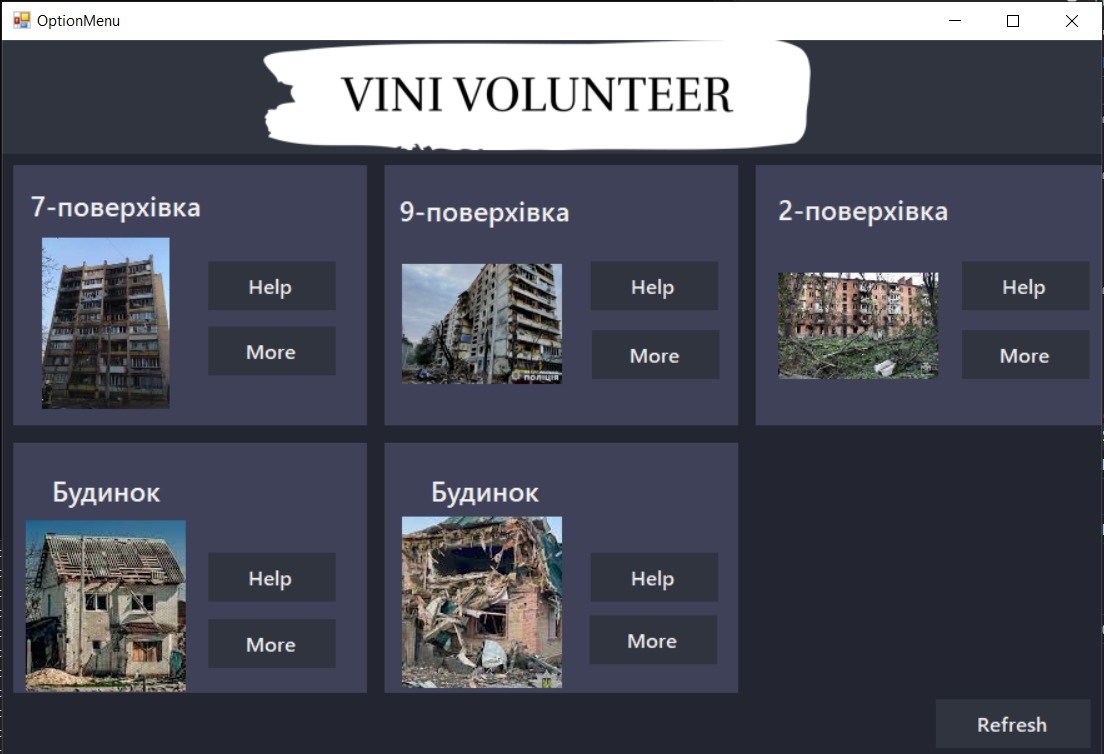 OptionMenu
VINI VOLUNTEER
7-поверхівка
9-поверхівка
2-поверхівка
Help
Help
Help
More
More
More
ПОЛІЦІЯ
Будинок
Будинок
Help
Help
More
More
Refresh